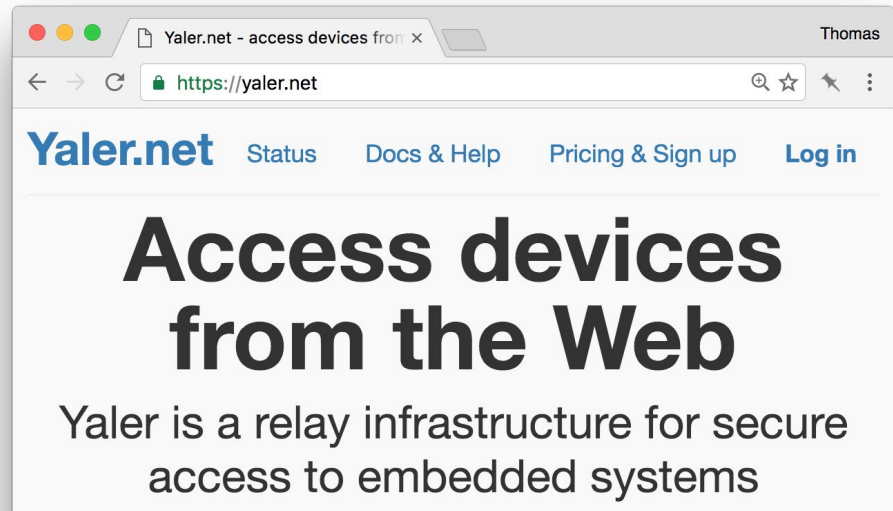 Yaler.net - access devices from
Thomas
https://yaler.net
Yaler.net Status Docs & Help Pricing & Sign up Log in
Access devices
from the Web
Yaler is a relay infrastructure for secure
access to embedded systems